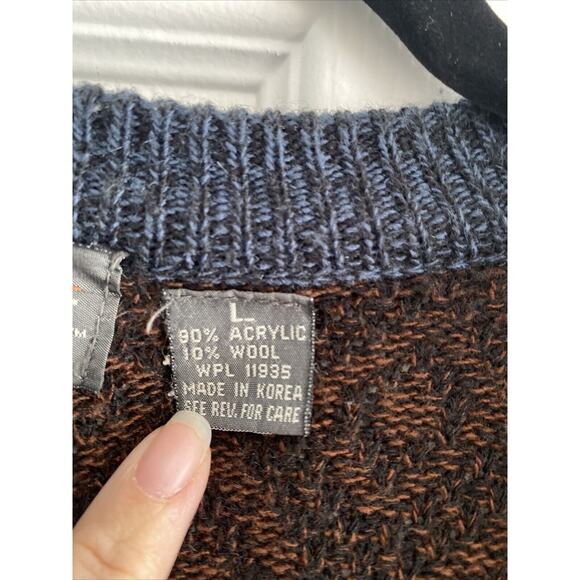 L
90% ACRYLIC
10% WOOL
WPL 11935
MADE IN KOREA
SEE REV. FOR CARE